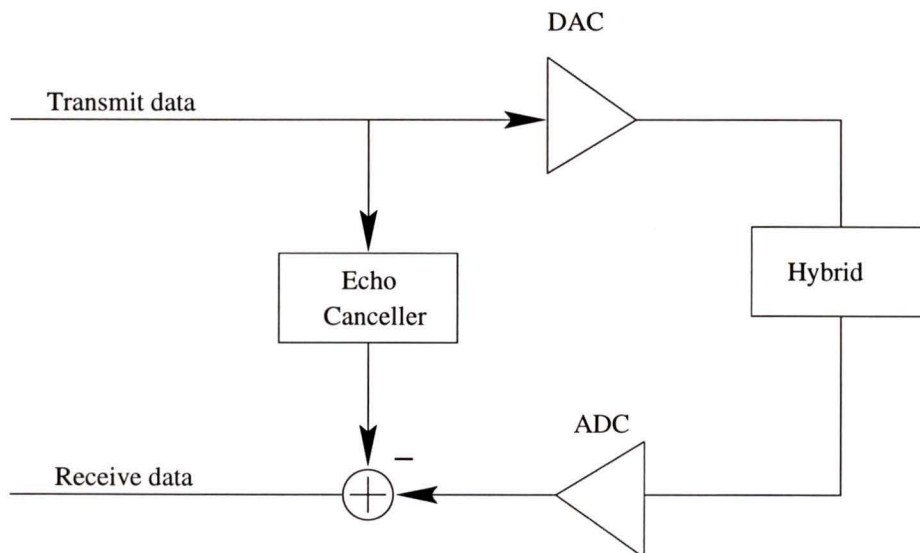 DAC
Transmit data
Echo
Canceller
Hybrid
ADC
Receive data
−